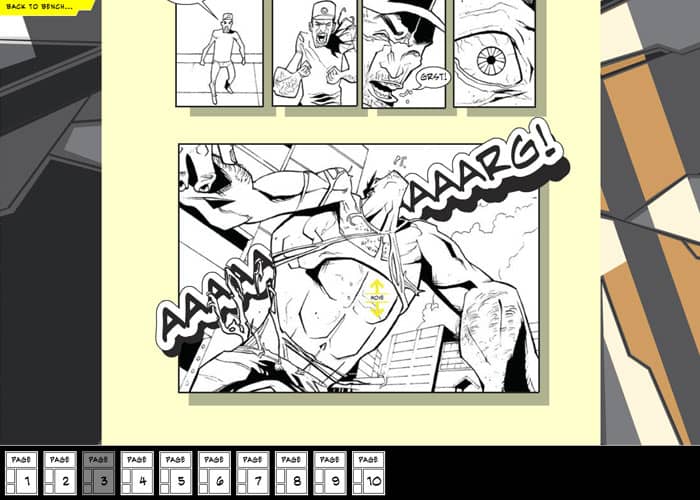 BACK TO BENCH...
GRST!
AAARG!
AAAAA
MOVE
PAGE 1
PAGE 2
PAGE 3
PAGE 4
PAGE 5
PAGE 6
PAGE 7
PAGE 8
PAGE 9
PAGE 10